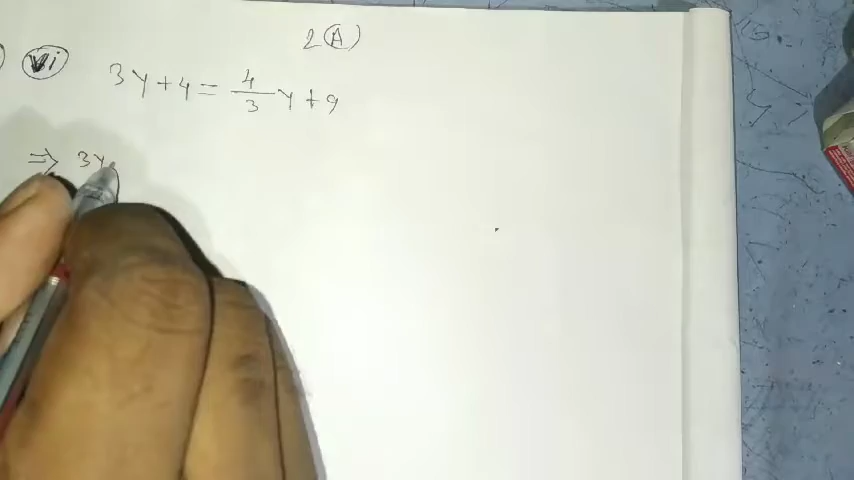 2 (A)
vi 3y + 4 = 4/3 y + 9
⇒ 3y